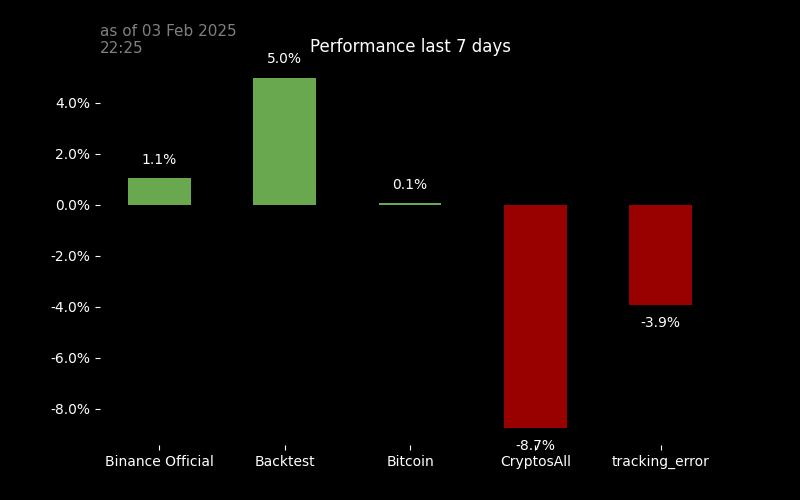 as of 03 Feb 2025
22:25
Performance last 7 days
5.0%
4.0%
1.1%
2.0%
0.1%
0.0%
-2.0%
-4.0%
-3.9%
-6.0%
-8.0%
-8.7%
Binance Official
Backtest
Bitcoin
CryptosAll
tracking_error